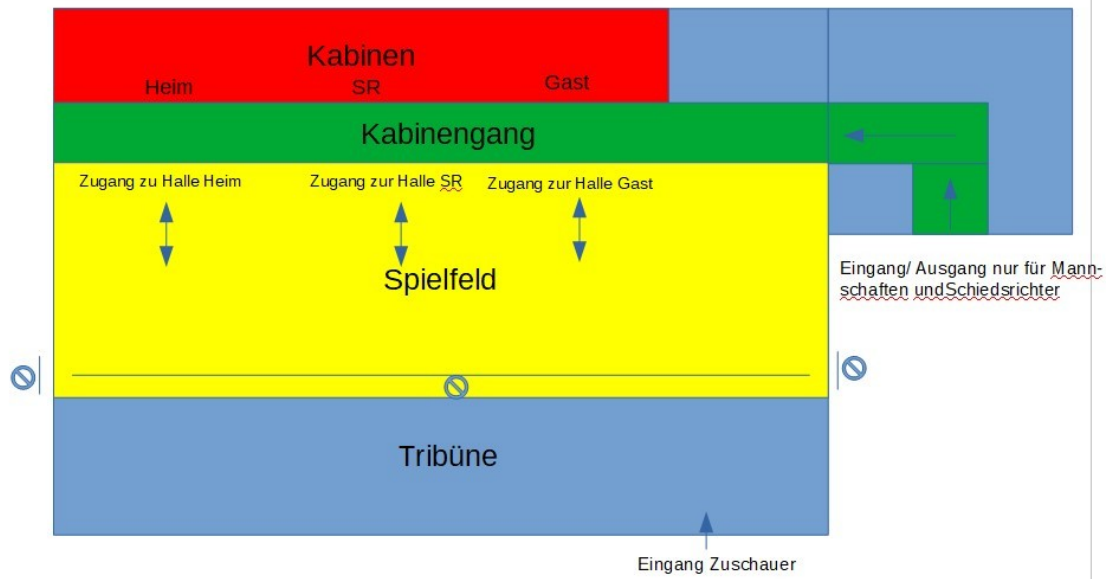 Kabinen
Heim SR Gast
Kabinengang
Zugang zu Halle Heim Zugang zur Halle SR Zugang zur Halle Gast
Spielfeld
Eingang/ Ausgang nur für Mann-
schaften undSchiedsrichter
Tribüne
Eingang Zuschauer